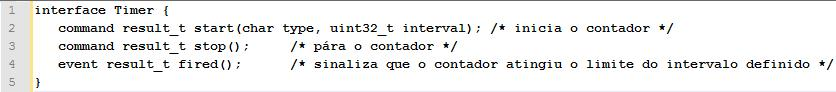 1 interface Timer {
2 command result_t start(char type, uint32_t interval); /* inicia o contador */
3 command result_t stop(); /* pára o contador */
4 event result_t fired(); /* sinaliza que o contador atingiu o limite do intervalo definido */
5 }